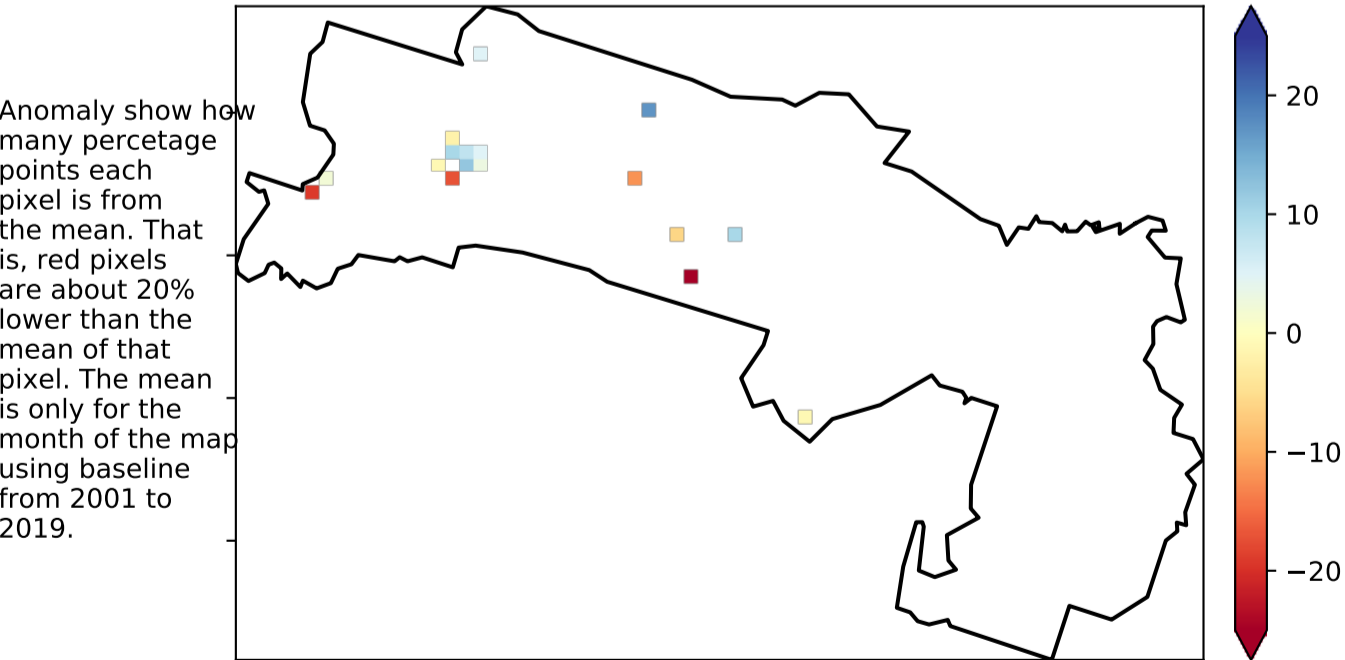 Anomaly show how
many percetage
points each
pixel is from
the mean. That
is, red pixels
are about 20%
lower than the
mean of that
pixel. The mean
is only for the
month of the map
using baseline
from 2001 to
2019.
20
10
0
−10
−20